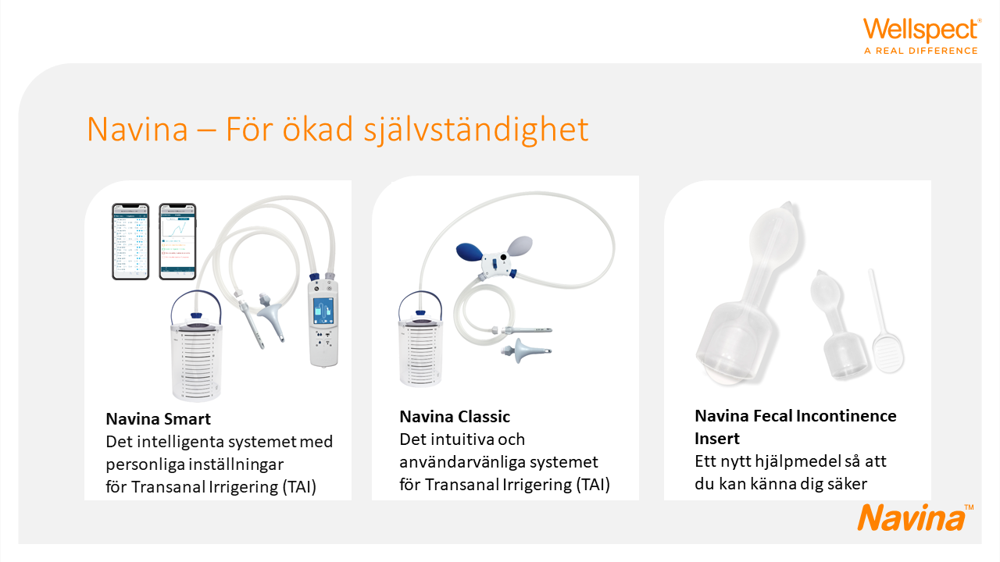 Wellspect®
A REAL DIFFERENCE
Navina – För ökad självständighet
Navina Smart
Det intelligenta systemet med
personliga inställningar
för Transanal Irrigering (TAI)
Navina Classic
Det intuitiva och
användarvänliga systemet
för Transanal Irrigering (TAI)
Navina Fecal Incontinence
Insert
Ett nytt hjälpmedel så att
du kan känna dig säker
Navina™